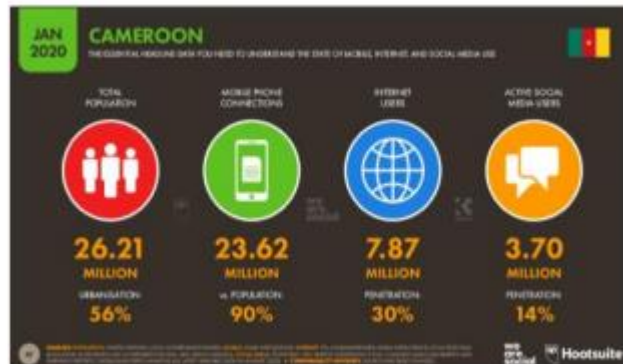 JAN
2020
CAMEROON
THE ESSENTIAL HEADLINE DATA YOU NEED TO UNDERSTAND THE STATE OF MOBILE, INTERNET, AND SOCIAL MEDIA USE
TOTAL
POPULATION
MOBILE PHONE
CONNECTIONS
INTERNET
USERS
ACTIVE SOCIAL
MEDIA USERS
26.21
MILLION
23.62
MILLION
7.87
MILLION
3.70
MILLION
URBANISATION:
56%
vs. POPULATION:
90%
PENETRATION:
30%
PENETRATION:
14%
we
are
social
Hootsuite